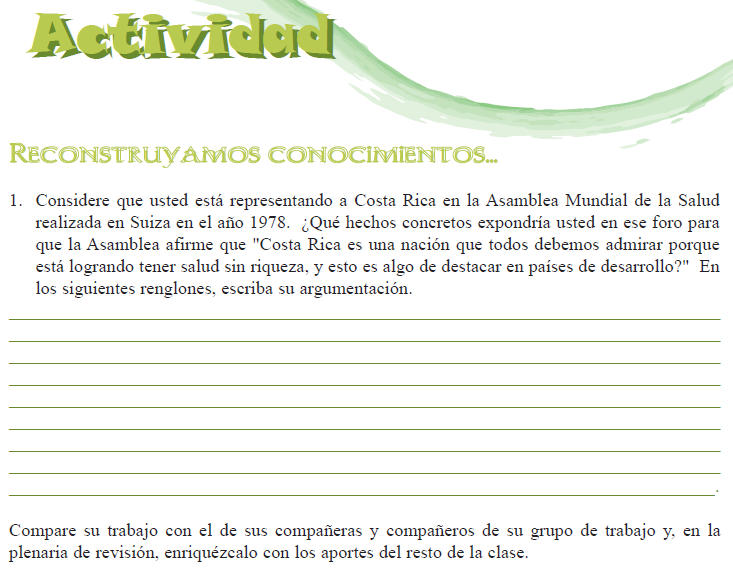 Actividad
RECONSTRUYAMOS CONOCIMIENTOS...
1. Considere que usted está representando a Costa Rica en la Asamblea Mundial de la Salud
realizada en Suiza en el año 1978. ¿Qué hechos concretos expondría usted en ese foro para
que la Asamblea afirme que "Costa Rica es una nación que todos debemos admirar porque
está logrando tener salud sin riqueza, y esto es algo de destacar en países de desarrollo?" En
los siguientes renglones, escriba su argumentación.
.
Compare su trabajo con el de sus compañeras y compañeros de su grupo de trabajo y, en la
plenaria de revisión, enriquézcalo con los aportes del resto de la clase.